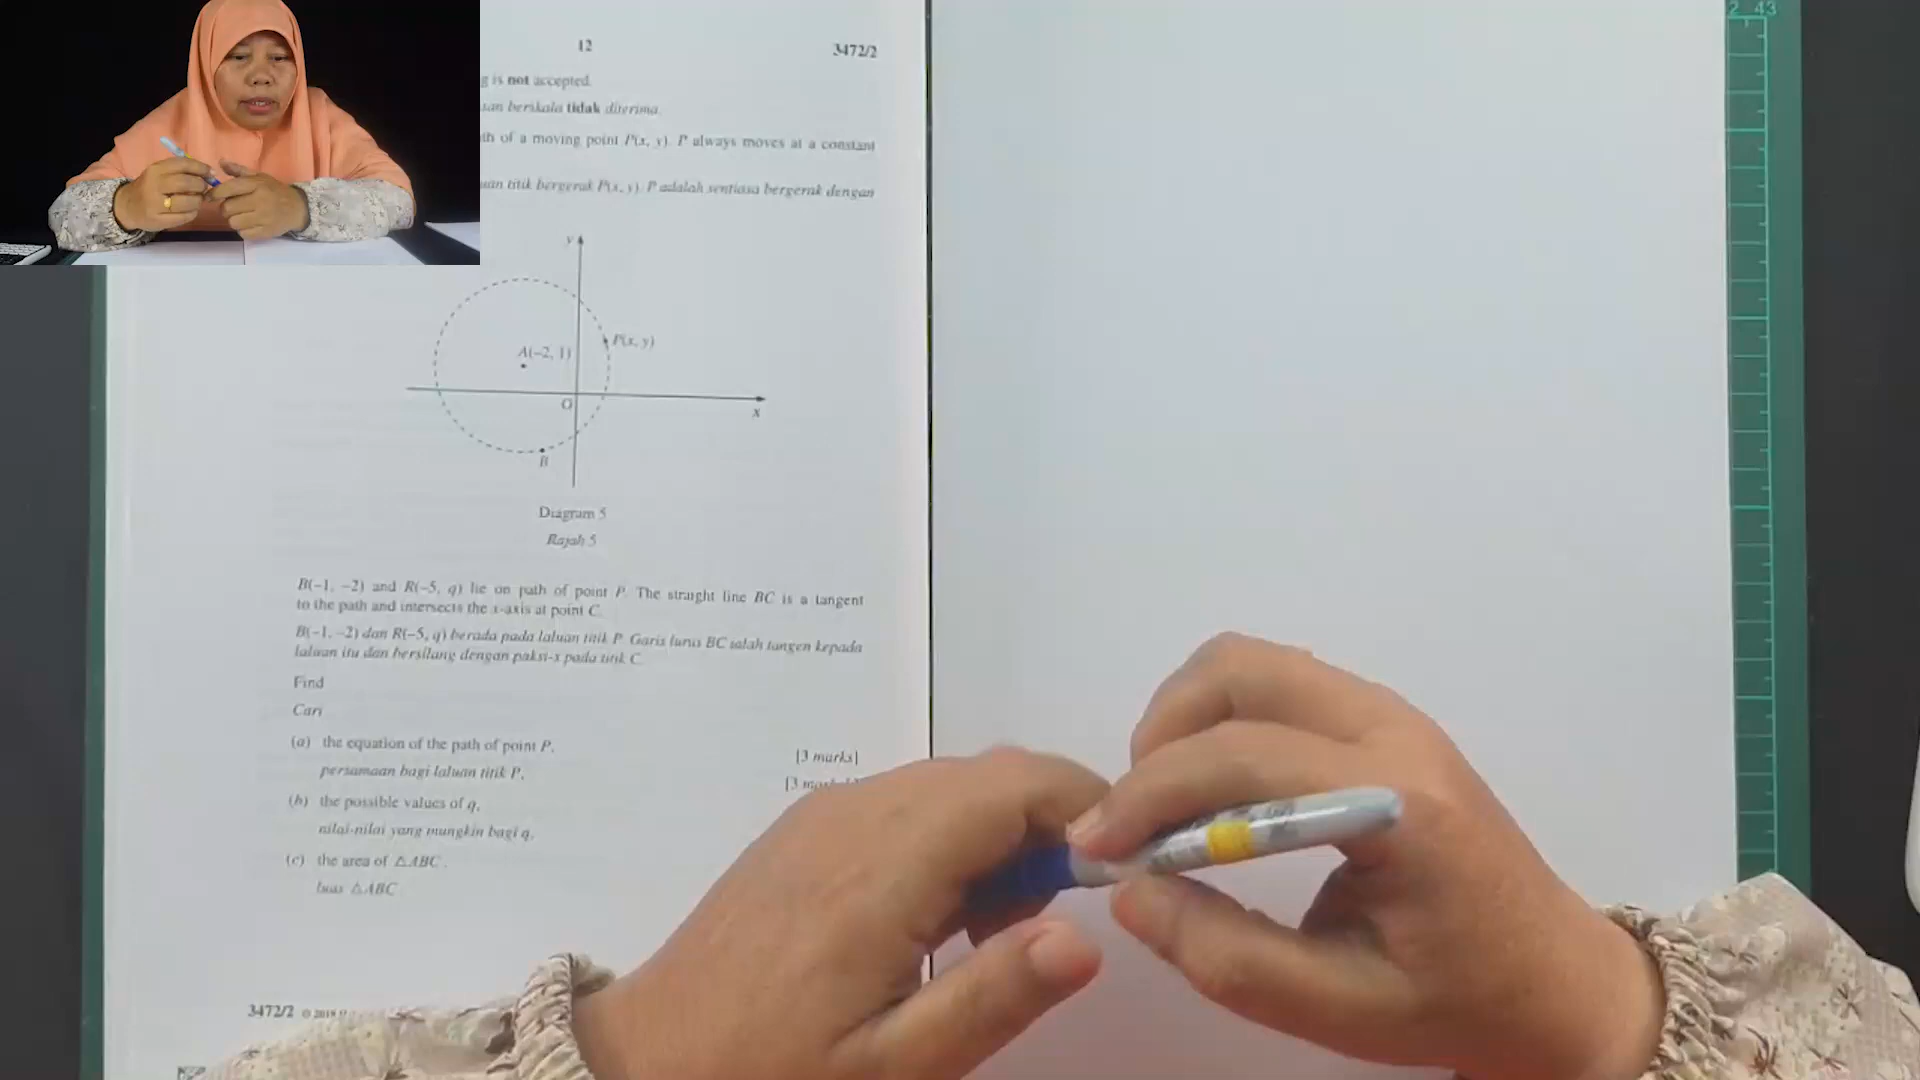 12 3472/2
is not accepted.
berskala tidak diterima.
of a moving point P(x, y). P always moves at a constant
titik bergerak P(x, y). P adalah sentiasa bergerak dengan
y
P(x, y)
A(−2, 1)
O
x
B
Diagram 5
Rajah 5
B(−1, −2) and R(−5, q) lie on path of point P. The straight line BC is a tangent
to the path and intersects the x-axis at point C.
B(−1, −2) dan R(−5, q) berada pada laluan titik P. Garis lurus BC ialah tangen kepada
laluan itu dan bersilang dengan paksi-x pada titik C.
Find
Cari
(a) the equation of the path of point P, [3 marks]
persamaan bagi laluan titik P,
(b) the possible values of q, [3
nilai-nilai yang mungkin bagi q,
(c) the area of △ABC.
luas △ABC
3472/2
43